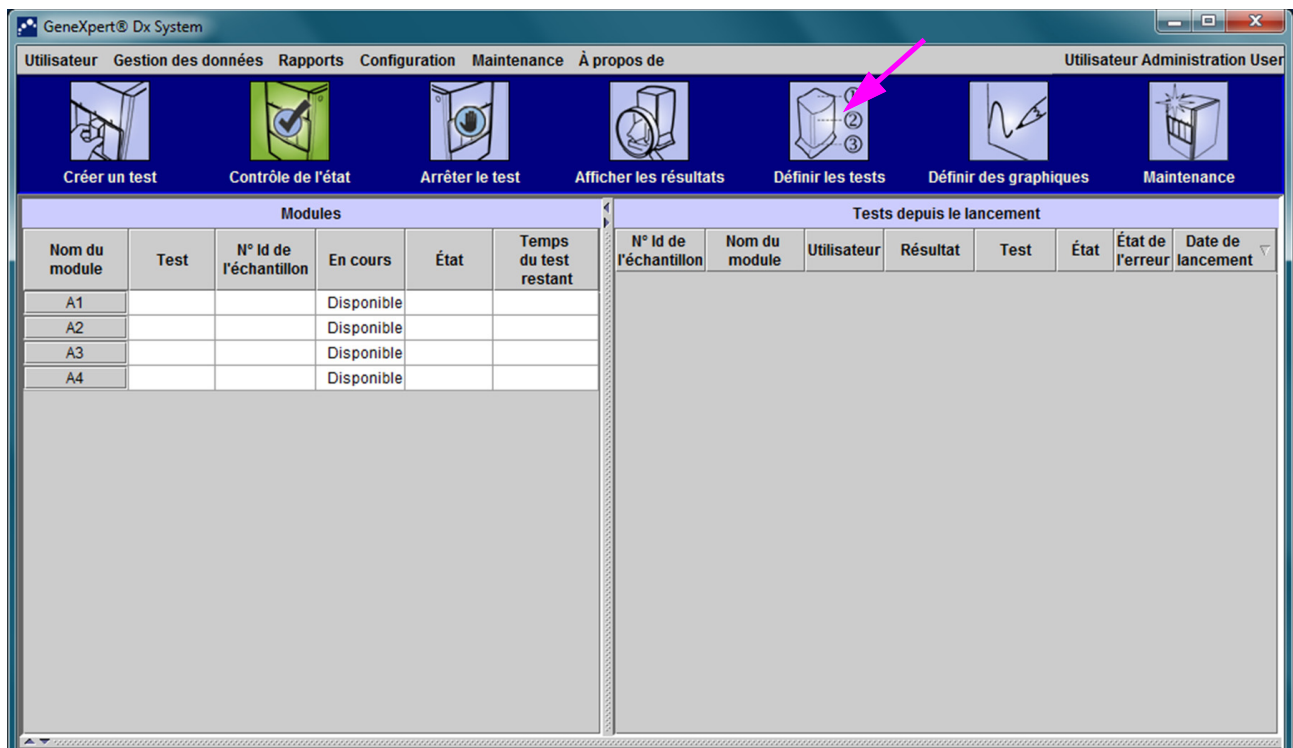 GeneXpert® Dx System
Utilisateur Gestion des données Rapports Configuration Maintenance À propos de Utilisateur Administration User
①
②
③
Créer un test Contrôle de l'état Arrêter le test Afficher les résultats Définir les tests Définir des graphiques Maintenance
Modules
Nom du module Test N° Id de l'échantillon En cours État Temps du test restant
A1 Disponible
A2 Disponible
A3 Disponible
A4 Disponible
Tests depuis le lancement
N° Id de l'échantillon Nom du module Utilisateur Résultat Test État État de l'erreur Date de lancement